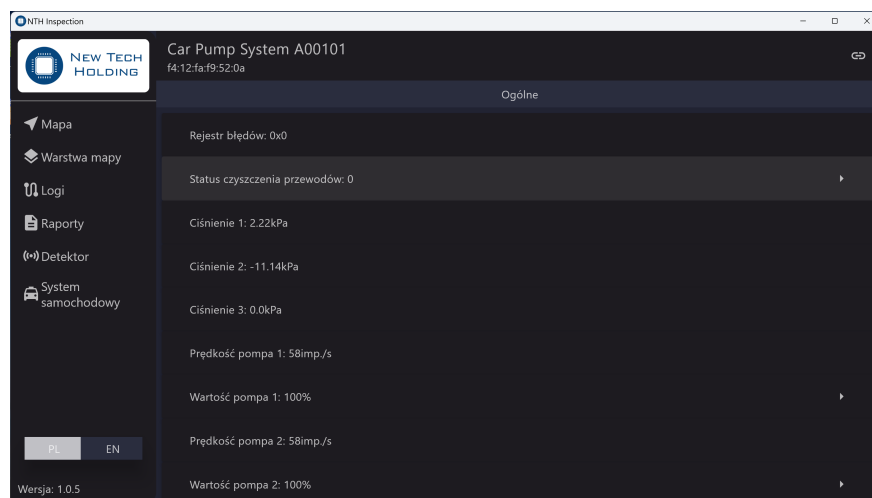 NTH Inspection
New Tech
Holding
Car Pump System A00101
f4:12:fa:f9:52:0a
Ogólne
Mapa
Warstwa mapy
Logi
Raporty
Detektor
System
samochodowy
PL EN
Wersja: 1.0.5
Rejestr błędów: 0x0
Status czyszczenia przewodów: 0
Ciśnienie 1: 2.22kPa
Ciśnienie 2: -11.14kPa
Ciśnienie 3: 0.0kPa
Prędkość pompa 1: 58imp./s
Wartość pompa 1: 100%
Prędkość pompa 2: 58imp./s
Wartość pompa 2: 100%